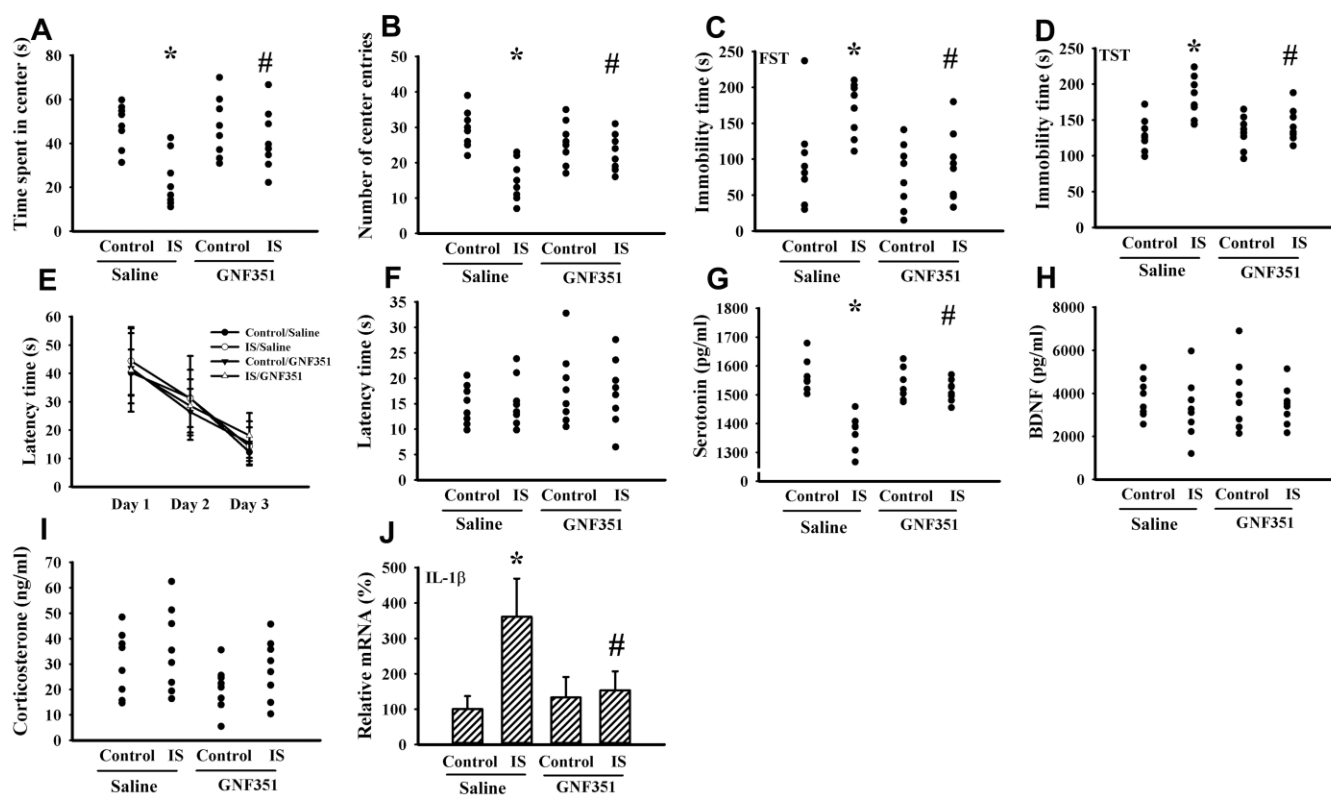 A
Time spent in center (s)
80
60
40
20
0
Control IS Control IS
Saline GNF351
B
Number of center entries
50
40
30
20
10
0
Control IS Control IS
Saline GNF351
C
Immobility time (s)
FST
250
200
150
100
50
0
Control IS Control IS
Saline GNF351
D
Immobility time (s)
TST
250
200
150
100
50
0
Control IS Control IS
Saline GNF351
* #
* #
* #
* #
E
Latency time (s)
60
50
40
30
20
10
0
Day 1 Day 2 Day 3
Control/Saline
IS/Saline
Control/GNF351
IS/GNF351
F
Latency time (s)
35
30
25
20
15
10
5
0
Control IS Control IS
Saline GNF351
G
Serotonin (pg/ml)
1800
1700
1600
1500
1400
1300
0
* #
Control IS Control IS
Saline GNF351
H
BDNF (pg/ml)
8000
6000
4000
2000
0
Control IS Control IS
Saline GNF351
I
Corticosterone (ng/ml)
70
60
50
40
30
20
10
0
Control IS Control IS
Saline GNF351
J
Relative mRNA (%)
IL-1β
500
400
300
200
100
0
* #
Control IS Control IS
Saline GNF351